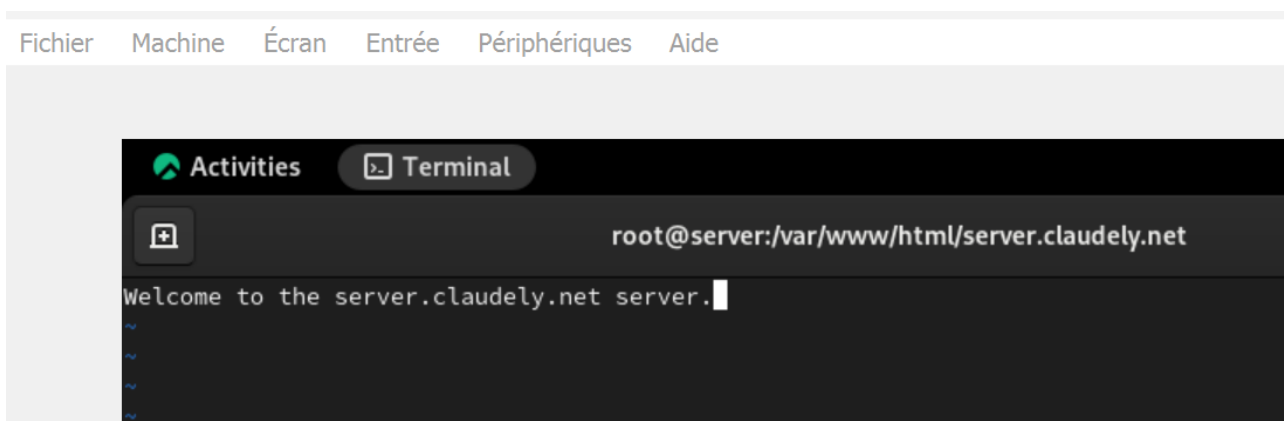 Fichier Machine Écran Entrée Périphériques Aide
Activities Terminal
root@server:/var/www/html/server.claudely.net
Welcome to the server.claudely.net server.
~
~
~
~